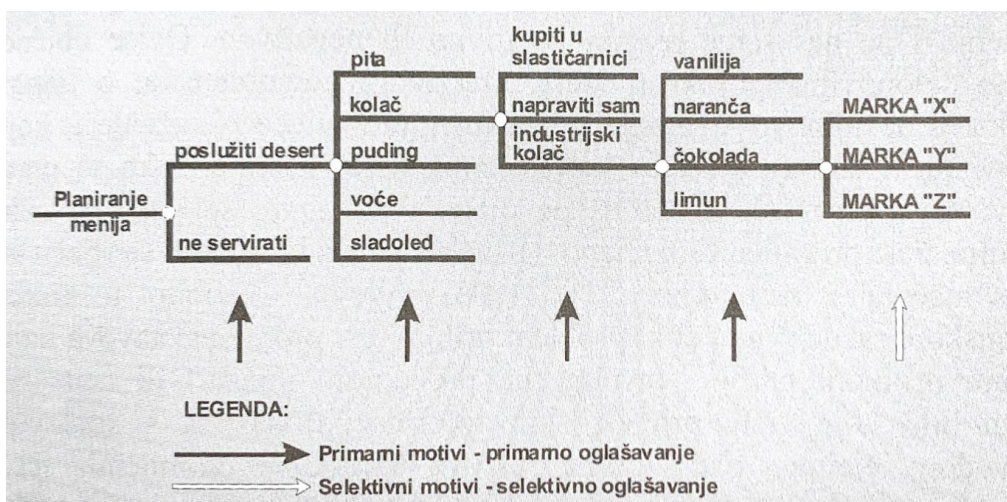 Planiranje
menija
poslužiti desert
ne servirati
pita
kolač
puding
voće
sladoled
kupiti u
slastičarnici
napraviti sam
industrijski
kolač
vanilija
naranča
čokolada
limun
MARKA "X"
MARKA "Y"
MARKA "Z"
LEGENDA:
Primarni motivi - primarno oglašavanje
Selektivni motivi - selektivno oglašavanje